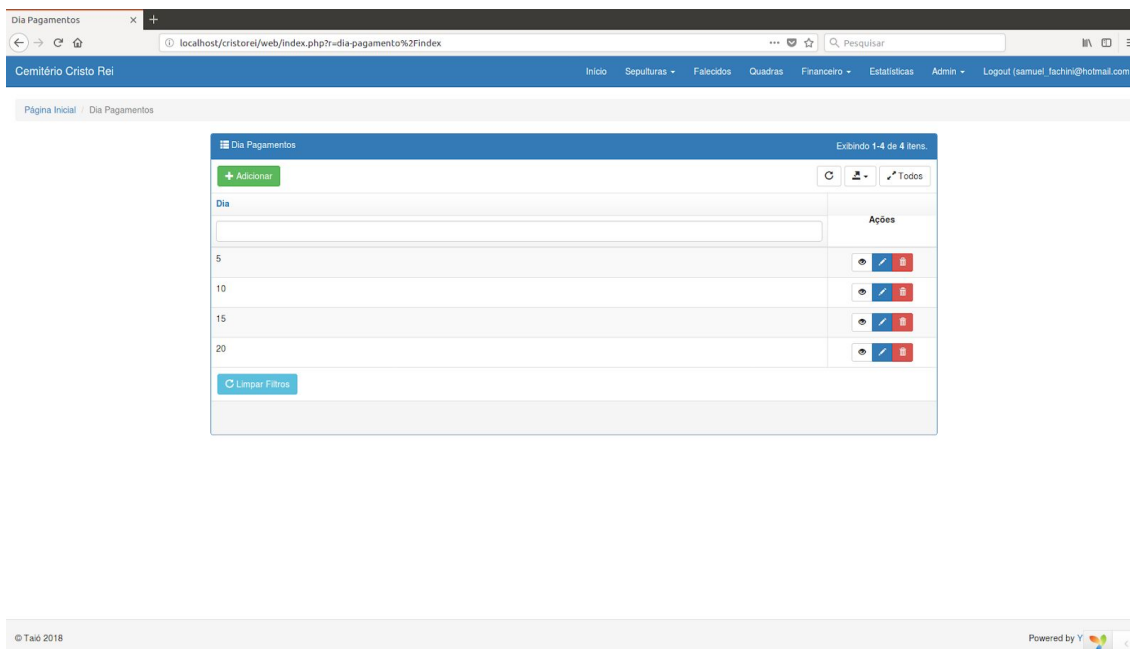 Dia Pagamentos
localhost/cristorei/web/index.php?r=dia-pagamento%2Findex
Pesquisar
Cemitério Cristo Rei
Início Sepulturas Falecidos Quadras Financeiro Estatísticas Admin Logout (samuel_fachini@hotmail.com
Página Inicial / Dia Pagamentos
Dia Pagamentos Exibindo 1-4 de 4 itens.
Adicionar Todos
Dia
Ações
5
10
15
20
Limpar Filtros
© Taió 2018 Powered by Y